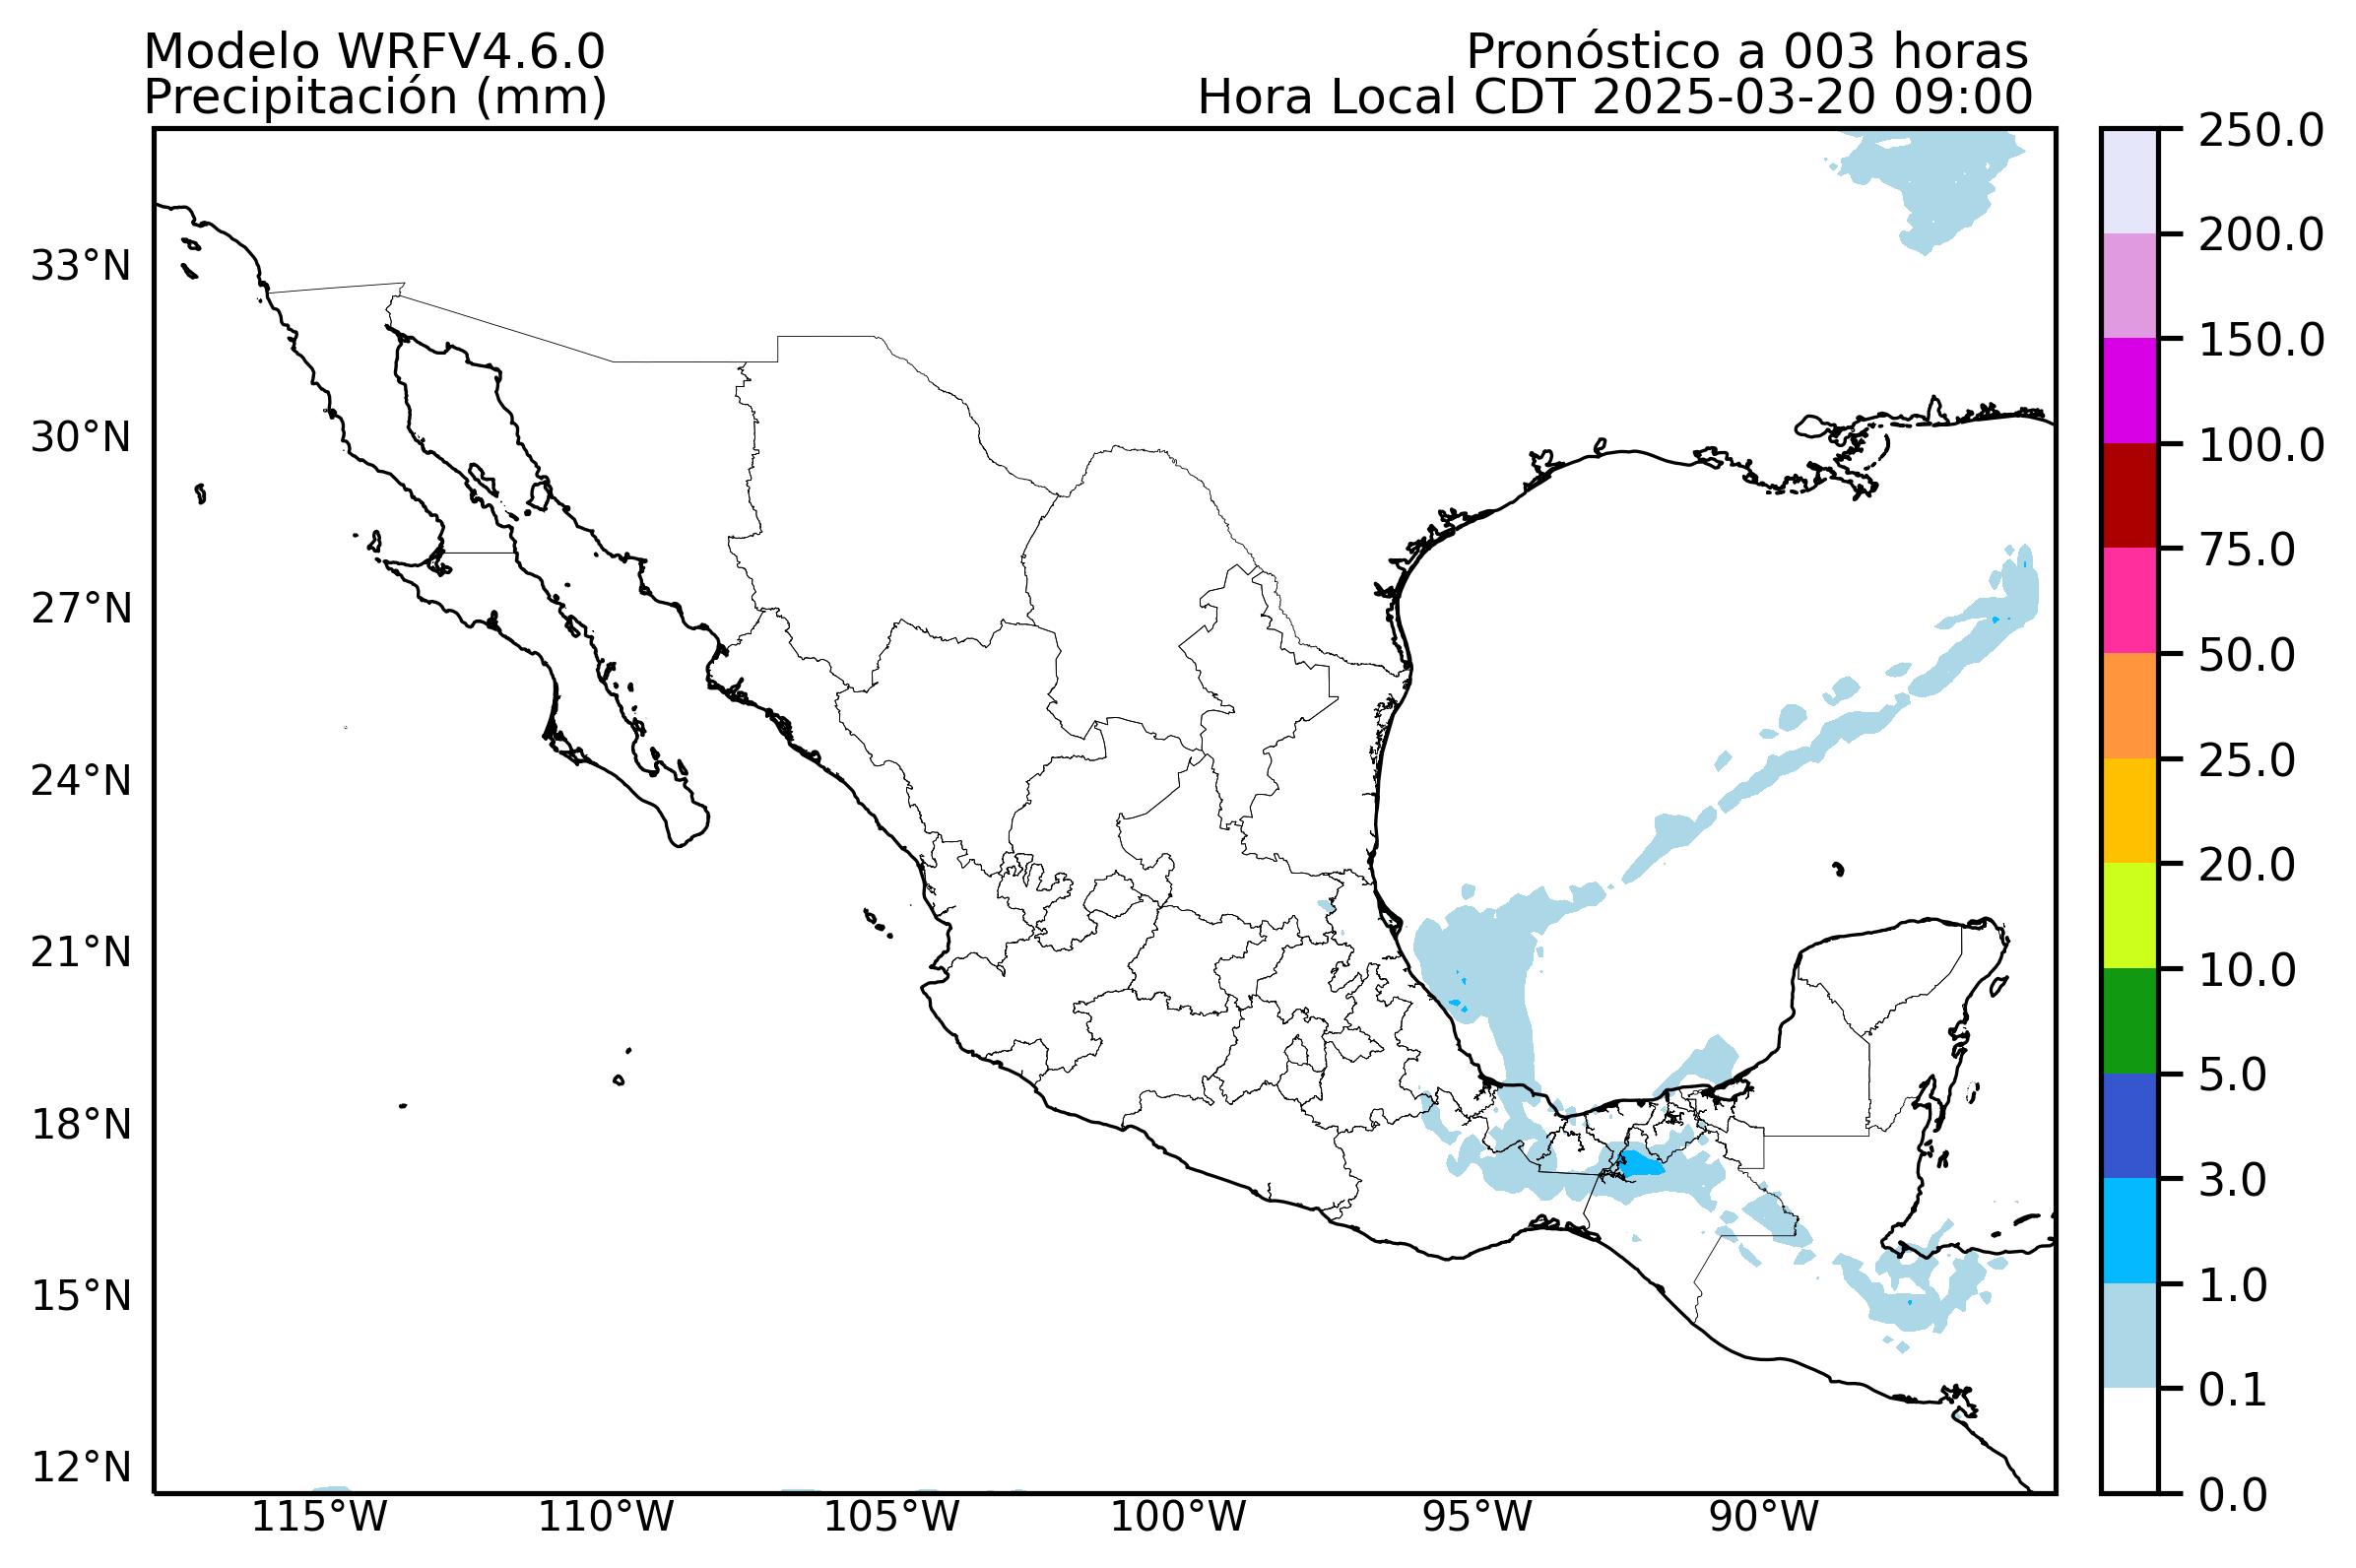 Modelo WRFV4.6.0
Precipitación (mm)
Pronóstico a 003 horas
Hora Local CDT 2025-03-20 09:00
33°N
30°N
27°N
24°N
21°N
18°N
15°N
12°N
115°W
110°W
105°W
100°W
95°W
90°W
250.0
200.0
150.0
100.0
75.0
50.0
25.0
20.0
10.0
5.0
3.0
1.0
0.1
0.0